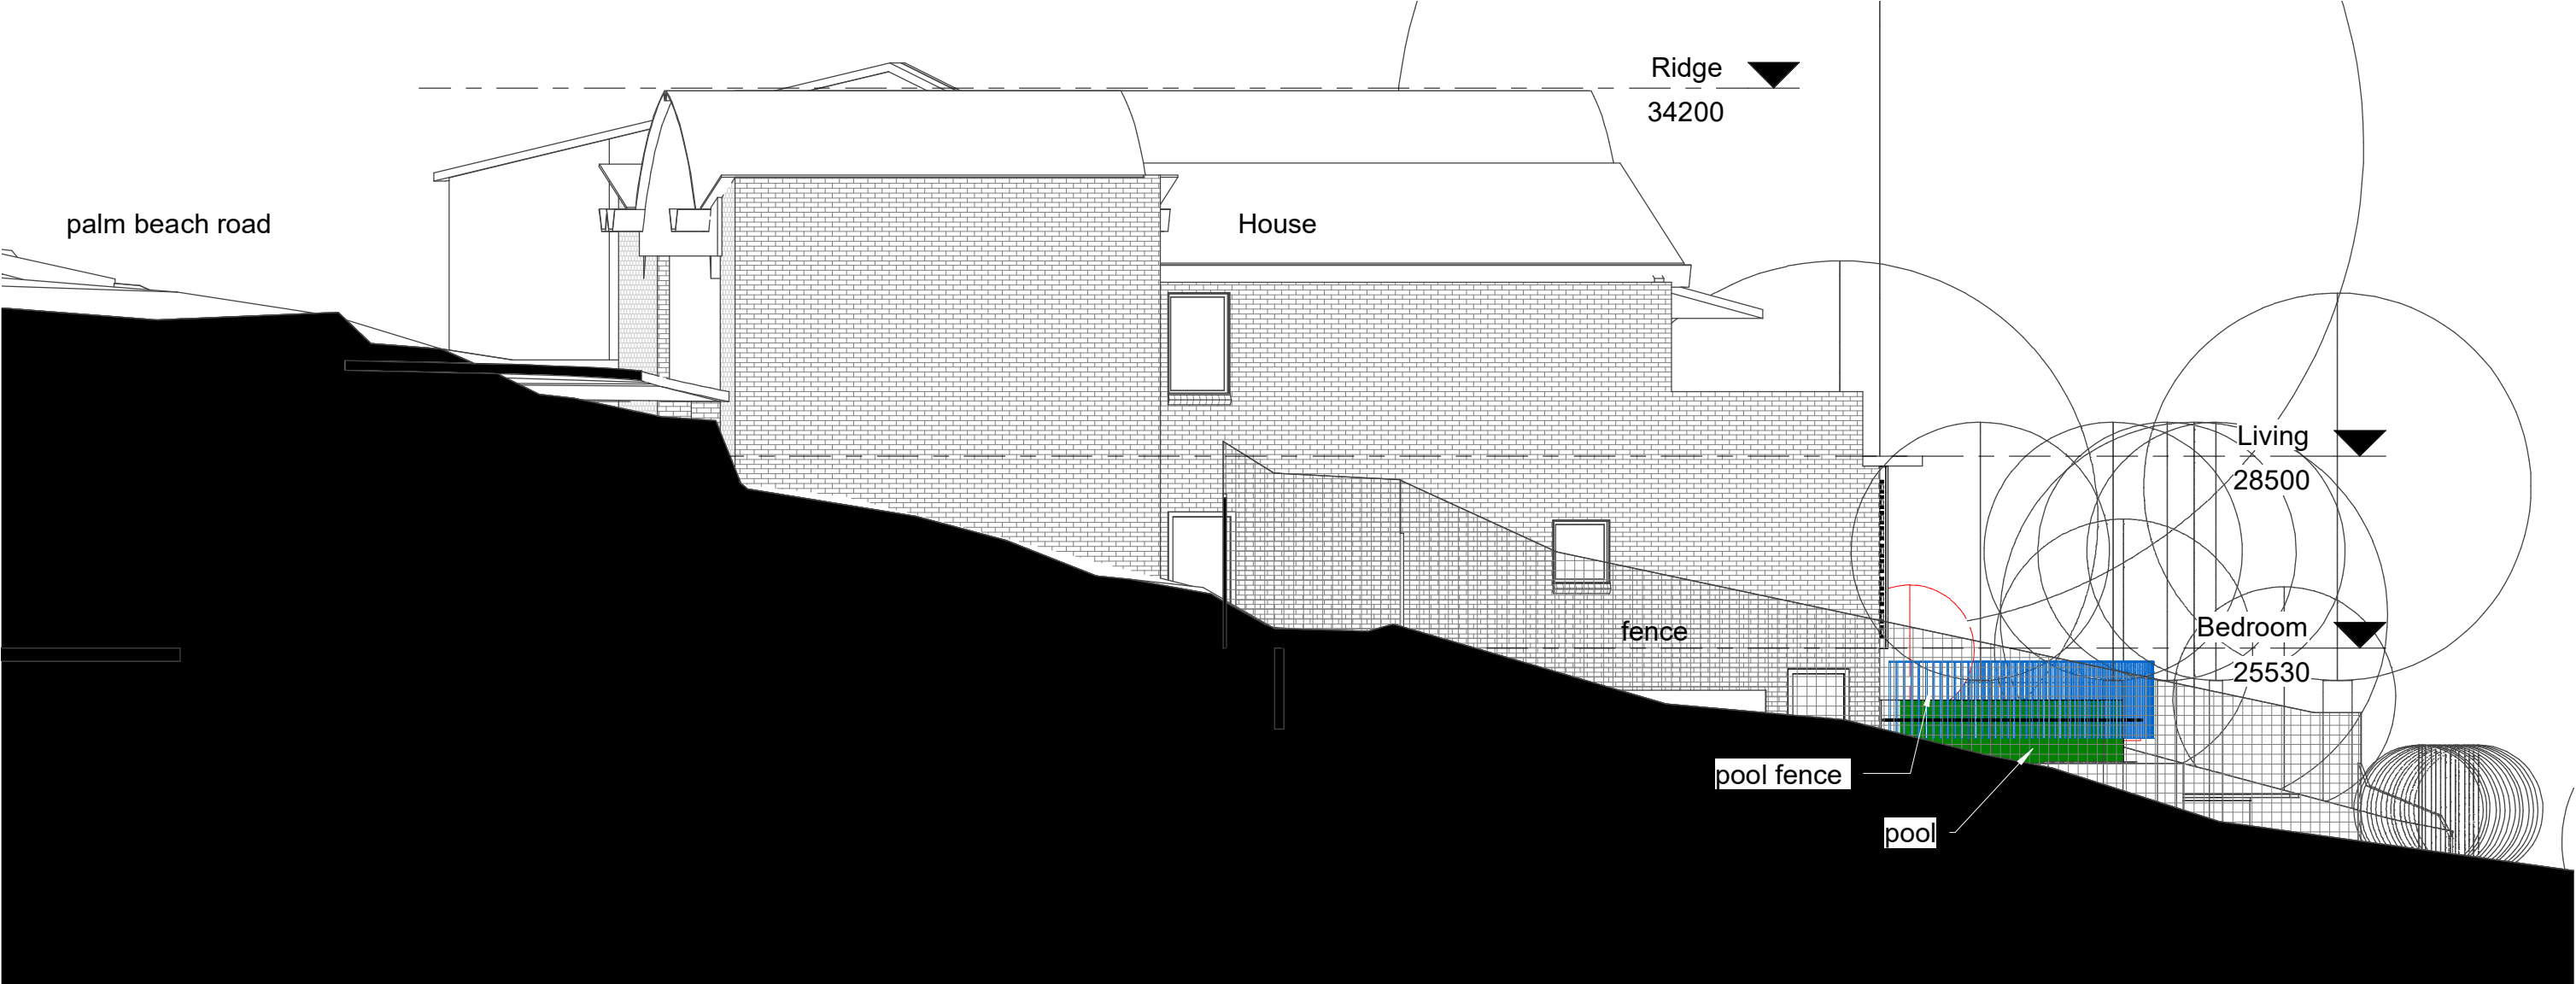 Ridge
34200
palm beach road
House
Living
28500
fence
Bedroom
25530
pool fence
pool